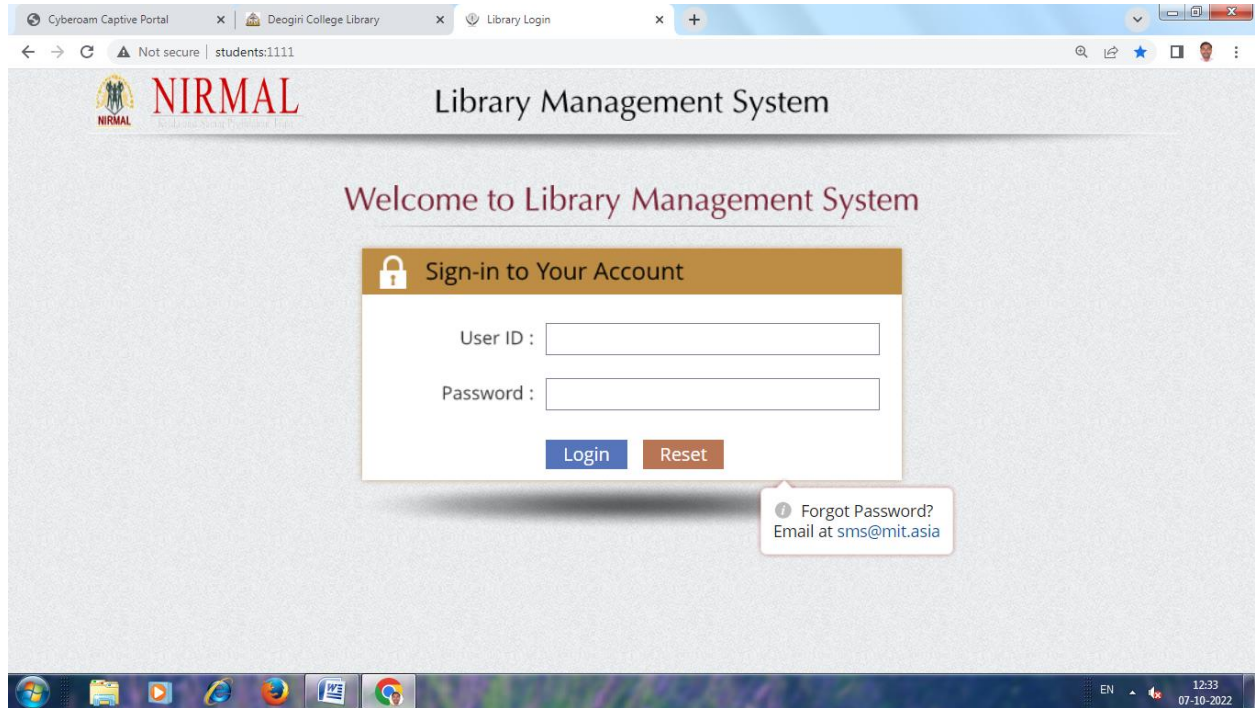 Cyberoam Captive Portal
Deogiri College Library
Library Login
Not secure | students:1111
NIRMAL
NIRMAL
Library Management System
Welcome to Library Management System
Sign-in to Your Account
User ID :
Password :
Login
Reset
Forgot Password?
Email at sms@mit.asia
EN
12:33
07-10-2022